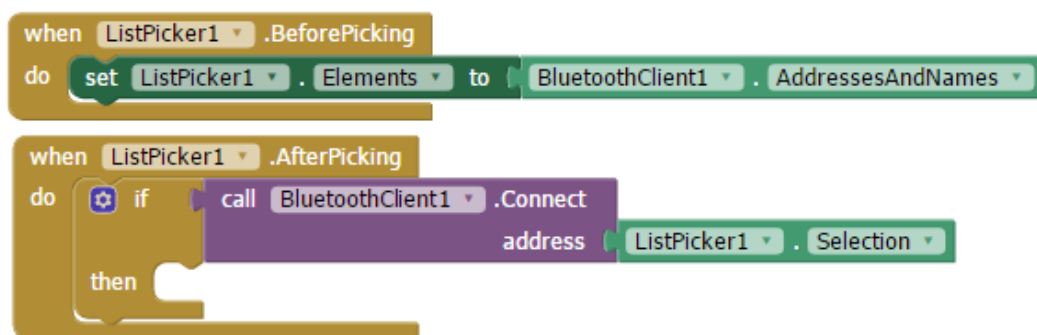 when ListPicker1 .BeforePicking
do set ListPicker1 . Elements to BluetoothClient1 . AddressesAndNames
when ListPicker1 .AfterPicking
do if call BluetoothClient1 .Connect
address ListPicker1 . Selection
then